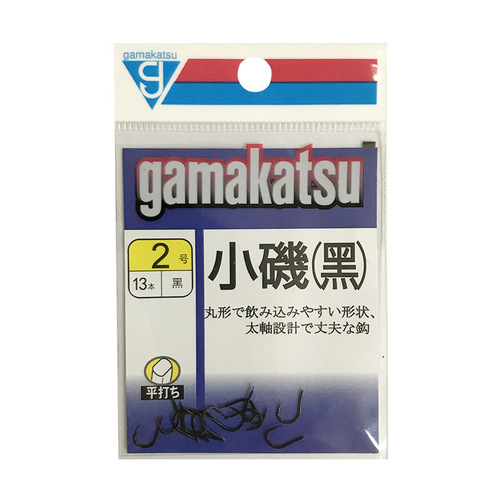 gamakatsu
g
gamakatsu
2号
13本 黒
小磯(黑)
丸形で飲み込みやすい形状、
太軸設計で丈夫な鈎
平打ち